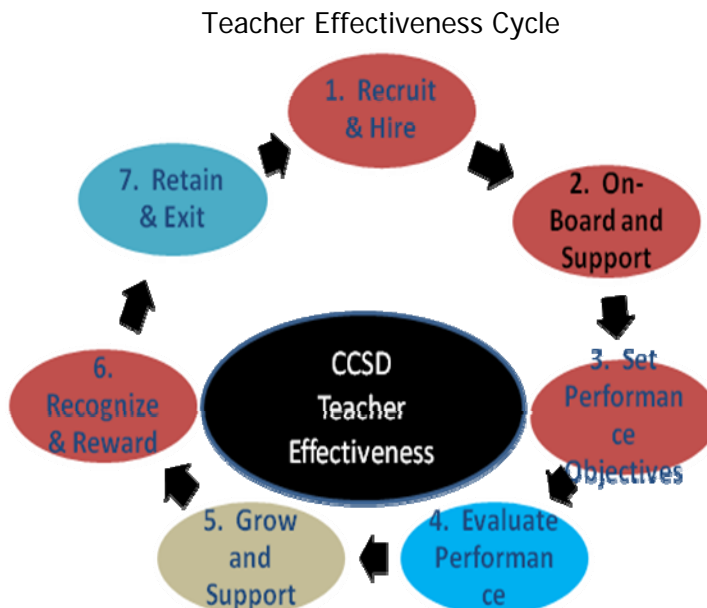 Teacher Effectiveness Cycle
1. Recruit
& Hire
2. On-
Board and
Support
3. Set
Performan
ce
Objectives
4. Evaluate
Performan
ce
5. Grow
and
Support
6.
Recognize
& Reward
7. Retain
& Exit
CCSD
Teacher
Effectiveness